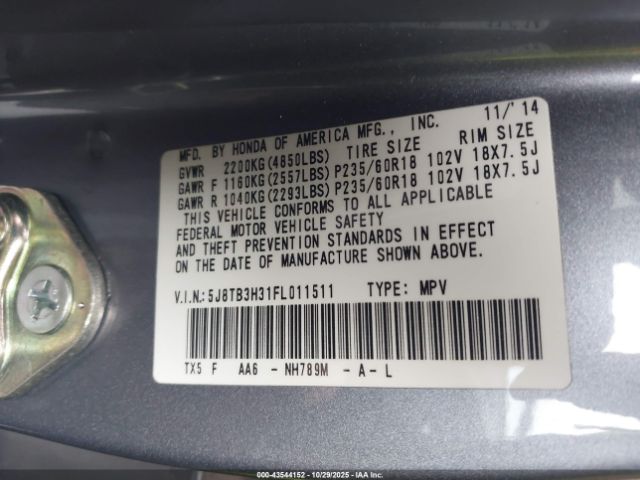 11/'14
MFD. BY HONDA OF AMERICA MFG., INC.
GVWR 2200KG(4850LBS) TIRE SIZE RIM SIZE
GAWR F 1160KG(2557LBS) P235/60R18 102V 18X7.5J
GAWR R 1040KG(2293LBS) P235/60R18 102V 18X7.5J
THIS VEHICLE CONFORMS TO ALL APPLICABLE
FEDERAL MOTOR VEHICLE SAFETY
AND THEFT PREVENTION STANDARDS IN EFFECT
ON THE DATE OF MANUFACTURE SHOWN ABOVE.
V.I.N.:5J8TB3H31FL011511 TYPE: MPV
TX5 F AA6 - NH789M - A - L
000-43544152 - 10/29/2025 - IAAI.COM